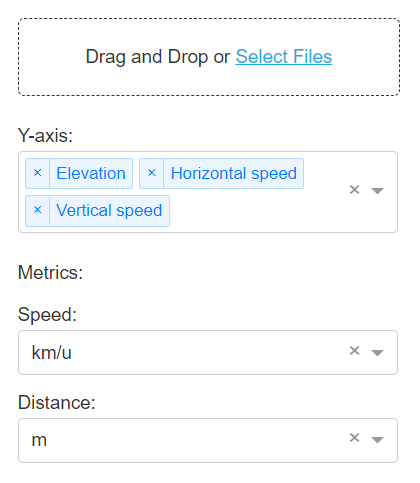 Drag and Drop or Select Files
Y-axis:
× Elevation × Horizontal speed ×
× Vertical speed
Metrics:
Speed:
km/u ×
Distance:
m ×